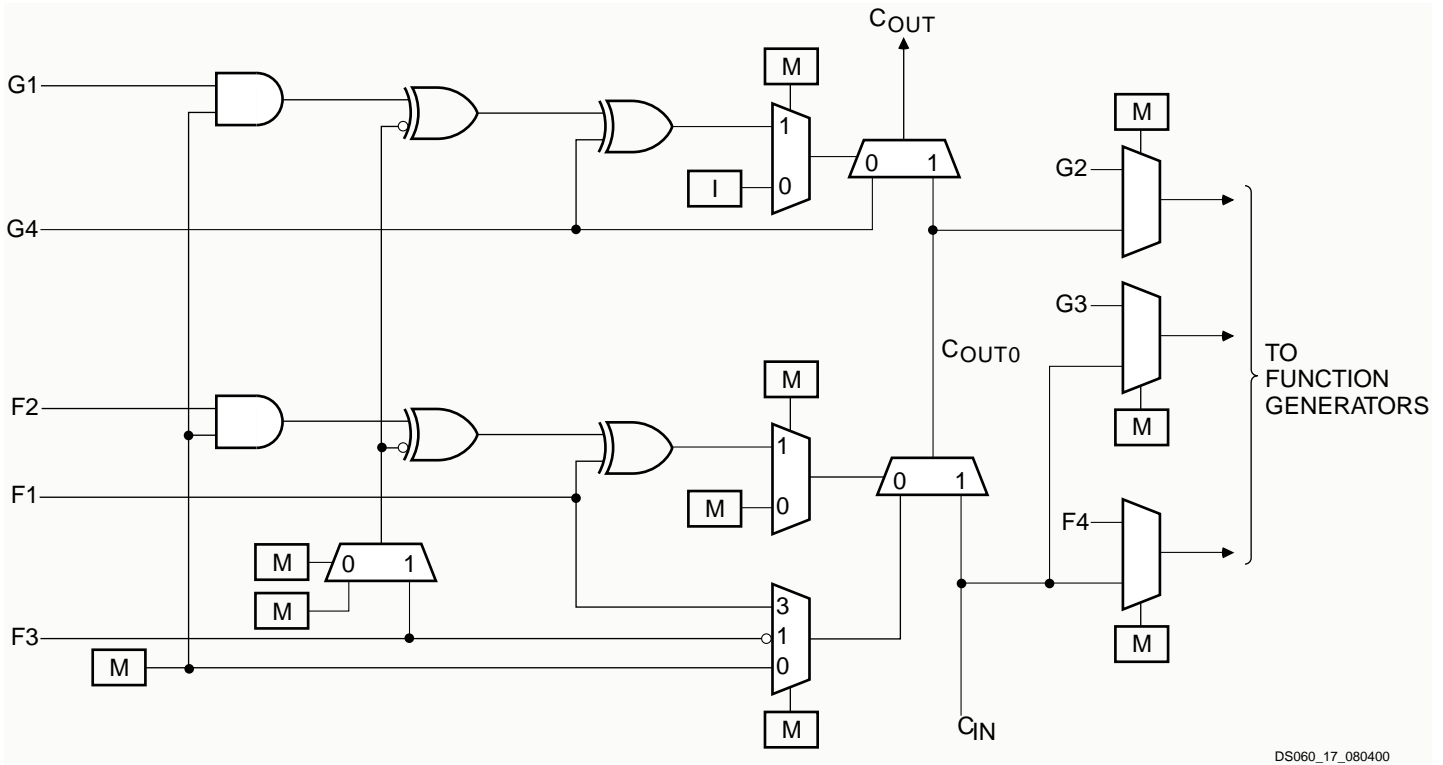 COUT
M
G1
M
1
0 1
G2
I
0
G4
G3
COUT0
TO
FUNCTION
GENERATORS
M
F2
M
1
0 1
F1
M
0
F4
M
0 1
M
3
F3
1
M
0
M
M
CIN
DS060_17_080400